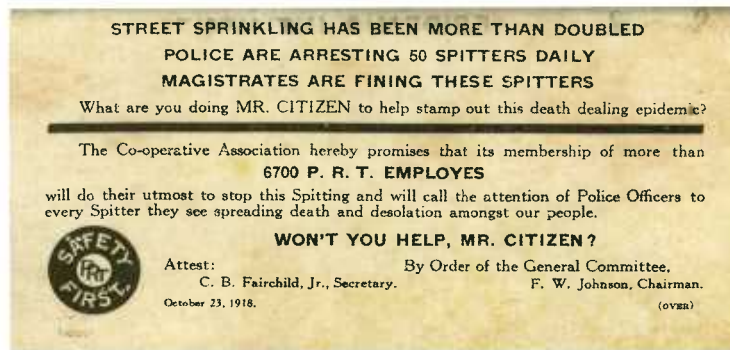 STREET SPRINKLING HAS BEEN MORE THAN DOUBLED
POLICE ARE ARRESTING 50 SPITTERS DAILY
MAGISTRATES ARE FINING THESE SPITTERS
What are you doing MR. CITIZEN to help stamp out this death dealing epidemic?
The Co-operative Association hereby promises that its membership of more than
6700 P. R. T. EMPLOYES
will do their utmost to stop this Spitting and will call the attention of Police Officers to
every Spitter they see spreading death and desolation amongst our people.
WON'T YOU HELP, MR. CITIZEN?
SAFETY
PRT
FIRST.
Attest: By Order of the General Committee,
C. B. Fairchild, Jr., Secretary. F. W. Johnson, Chairman.
October 23, 1918. (OVER)